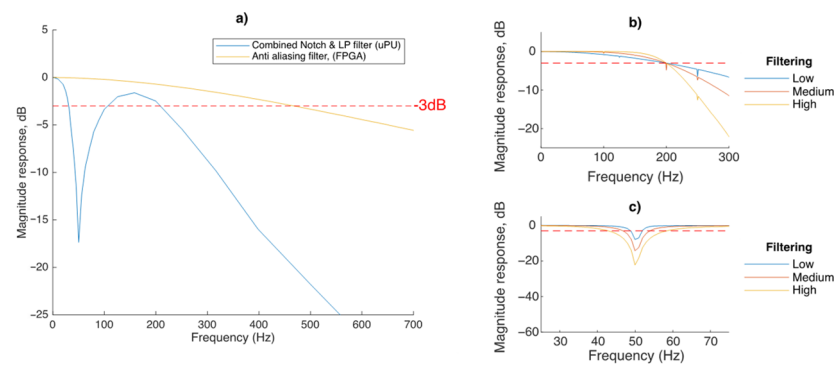 a)
5
0
−5
−10
−15
−20
−25
Magnitude response, dB
Combined Notch & LP filter (uPU)
Anti aliasing filter, (FPGA)
-3dB
0 100 200 300 400 500 600 700
Frequency (Hz)
b)
0
−10
−20
Magnitude response, dB
0 100 200 300
Frequency (Hz)
Filtering
Low
Medium
High
c)
0
−20
−40
−60
Magnitude response, dB
30 40 50 60 70
Frequency (Hz)
Filtering
Low
Medium
High